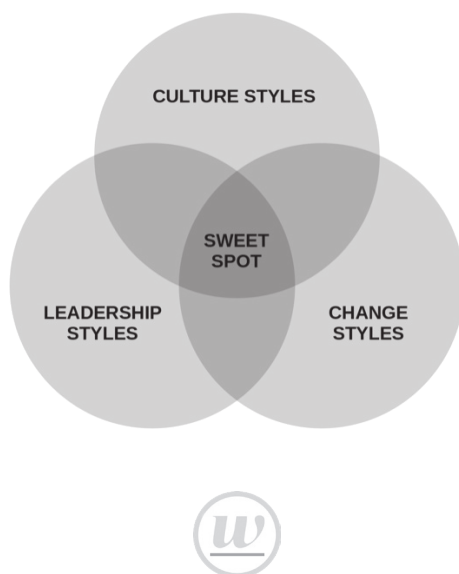 CULTURE STYLES
SWEET
SPOT
LEADERSHIP
STYLES
CHANGE
STYLES
w